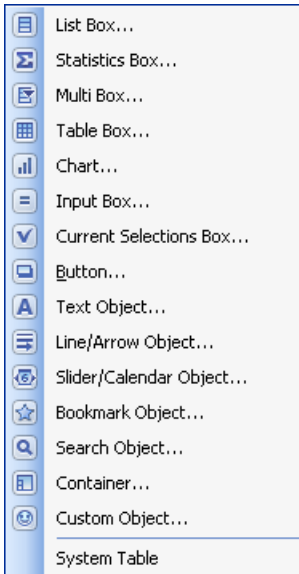 List Box...
Statistics Box...
Multi Box...
Table Box...
Chart...
Input Box...
Current Selections Box...
Button...
Text Object...
Line/Arrow Object...
Slider/Calendar Object...
Bookmark Object...
Search Object...
Container...
Custom Object...
System Table